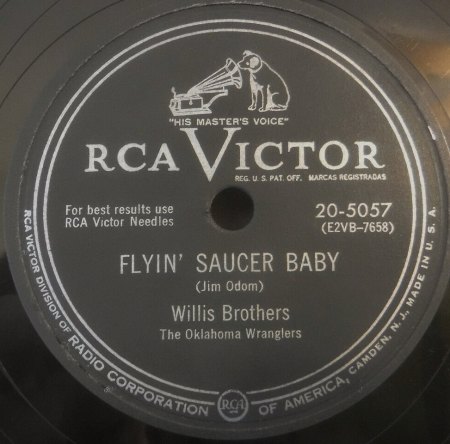 "HIS MASTER'S VOICE"
RCA VICTOR
REG. U. S. PAT. OFF. MARCAS REGISTRADAS
For best results use
RCA Victor Needles
20-5057
(E2VB-7658)
FLYIN' SAUCER BABY
(Jim Odom)
Willis Brothers
The Oklahoma Wranglers
RCA VICTOR DIVISION OF RADIO CORPORATION OF AMERICA, CAMDEN, N. J., MADE IN U. S. A.
RCA